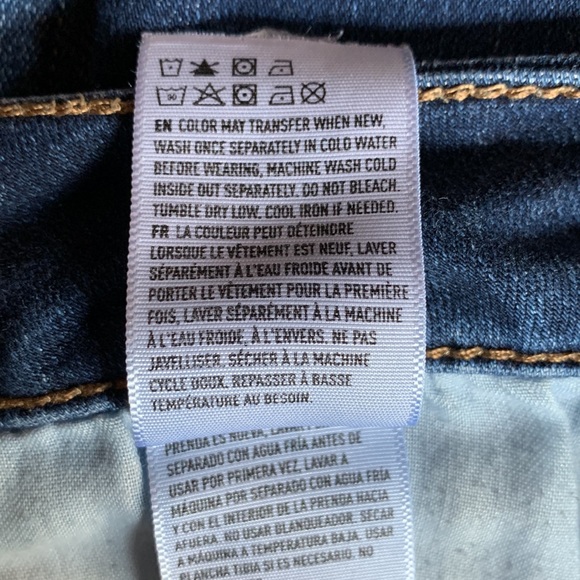 EN COLOR MAY TRANSFER WHEN NEW,
WASH ONCE SEPARATELY IN COLD WATER
BEFORE WEARING, MACHINE WASH COLD
INSIDE OUT SEPARATELY. DO NOT BLEACH.
TUMBLE DRY LOW. COOL IRON IF NEEDED.
FR LA COULEUR PEUT DÉTEINDRE
LORSQUE LE VÊTEMENT EST NEUF, LAVER
SÉPARÉMENT À L'EAU FROIDE AVANT DE
PORTER LE VÊTEMENT POUR LA PREMIÈRE
FOIS, LAVER SÉPARÉMENT À LA MACHINE
À L'EAU FROIDE, À L'ENVERS. NE PAS
JAVELLISER. SÉCHER À LA MACHINE
CYCLE DOUX. REPASSER À BASSE
TEMPÉRATURE AU BESOIN.
PRENDA ES NUEVA, LAVAR
SEPARADO CON AGUA FRÍA ANTES DE
USAR POR PRIMERA VEZ. LAVAR A
MÁQUINA POR SEPARADO CON AGUA FRÍA
Y CON EL INTERIOR DE LA PRENDA HACIA
AFUERA. NO USAR BLANQUEADOR. SECAR
A MÁQUINA A TEMPERATURA BAJA. USAR
PLANCHA TIBIA SI ES NECESARIO. NO